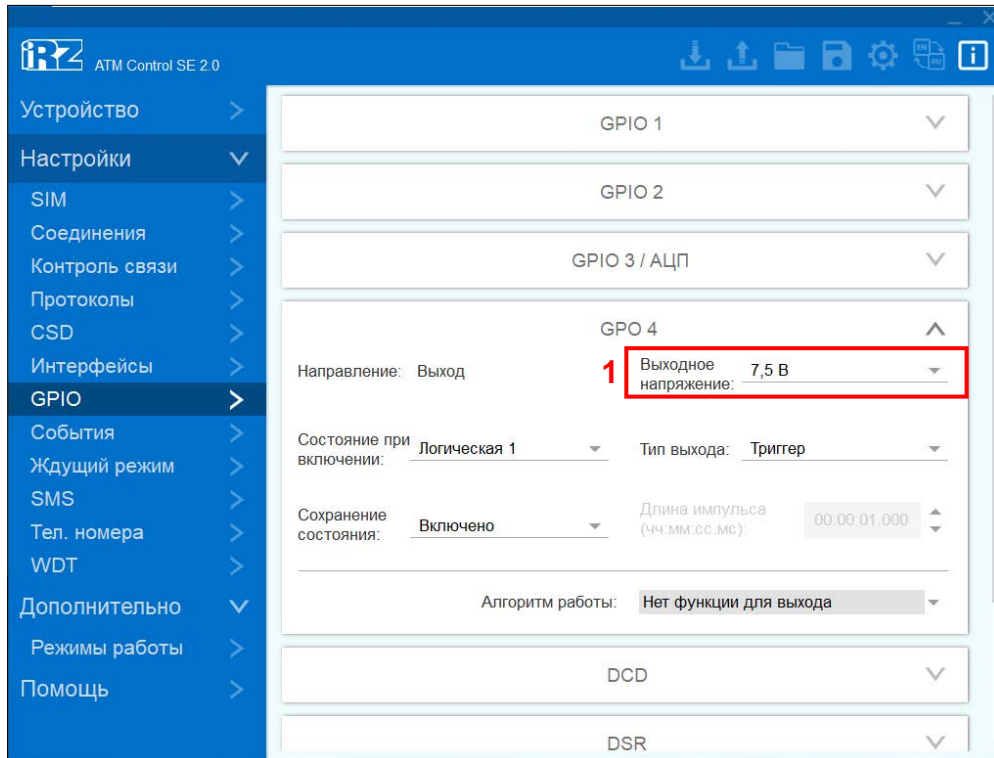 iRZ ATM Control SE 2.0
EN
RU
i
Устройство
Настройки
SIM
Соединения
Контроль связи
Протоколы
CSD
Интерфейсы
GPIO
События
Ждущий режим
SMS
Тел. номера
WDT
Дополнительно
Режимы работы
Помощь
GPIO 1
GPIO 2
GPIO 3 / АЦП
GPO 4
Направление: Выход
1
Выходное
напряжение: 7,5 В
Состояние при
включении: Логическая 1
Тип выхода: Триггер
Сохранение
состояния: Включено
Длина импульса
(чч:мм:сс.мс): 00:00:01.000
Алгоритм работы: Нет функции для выхода
DCD
DSR